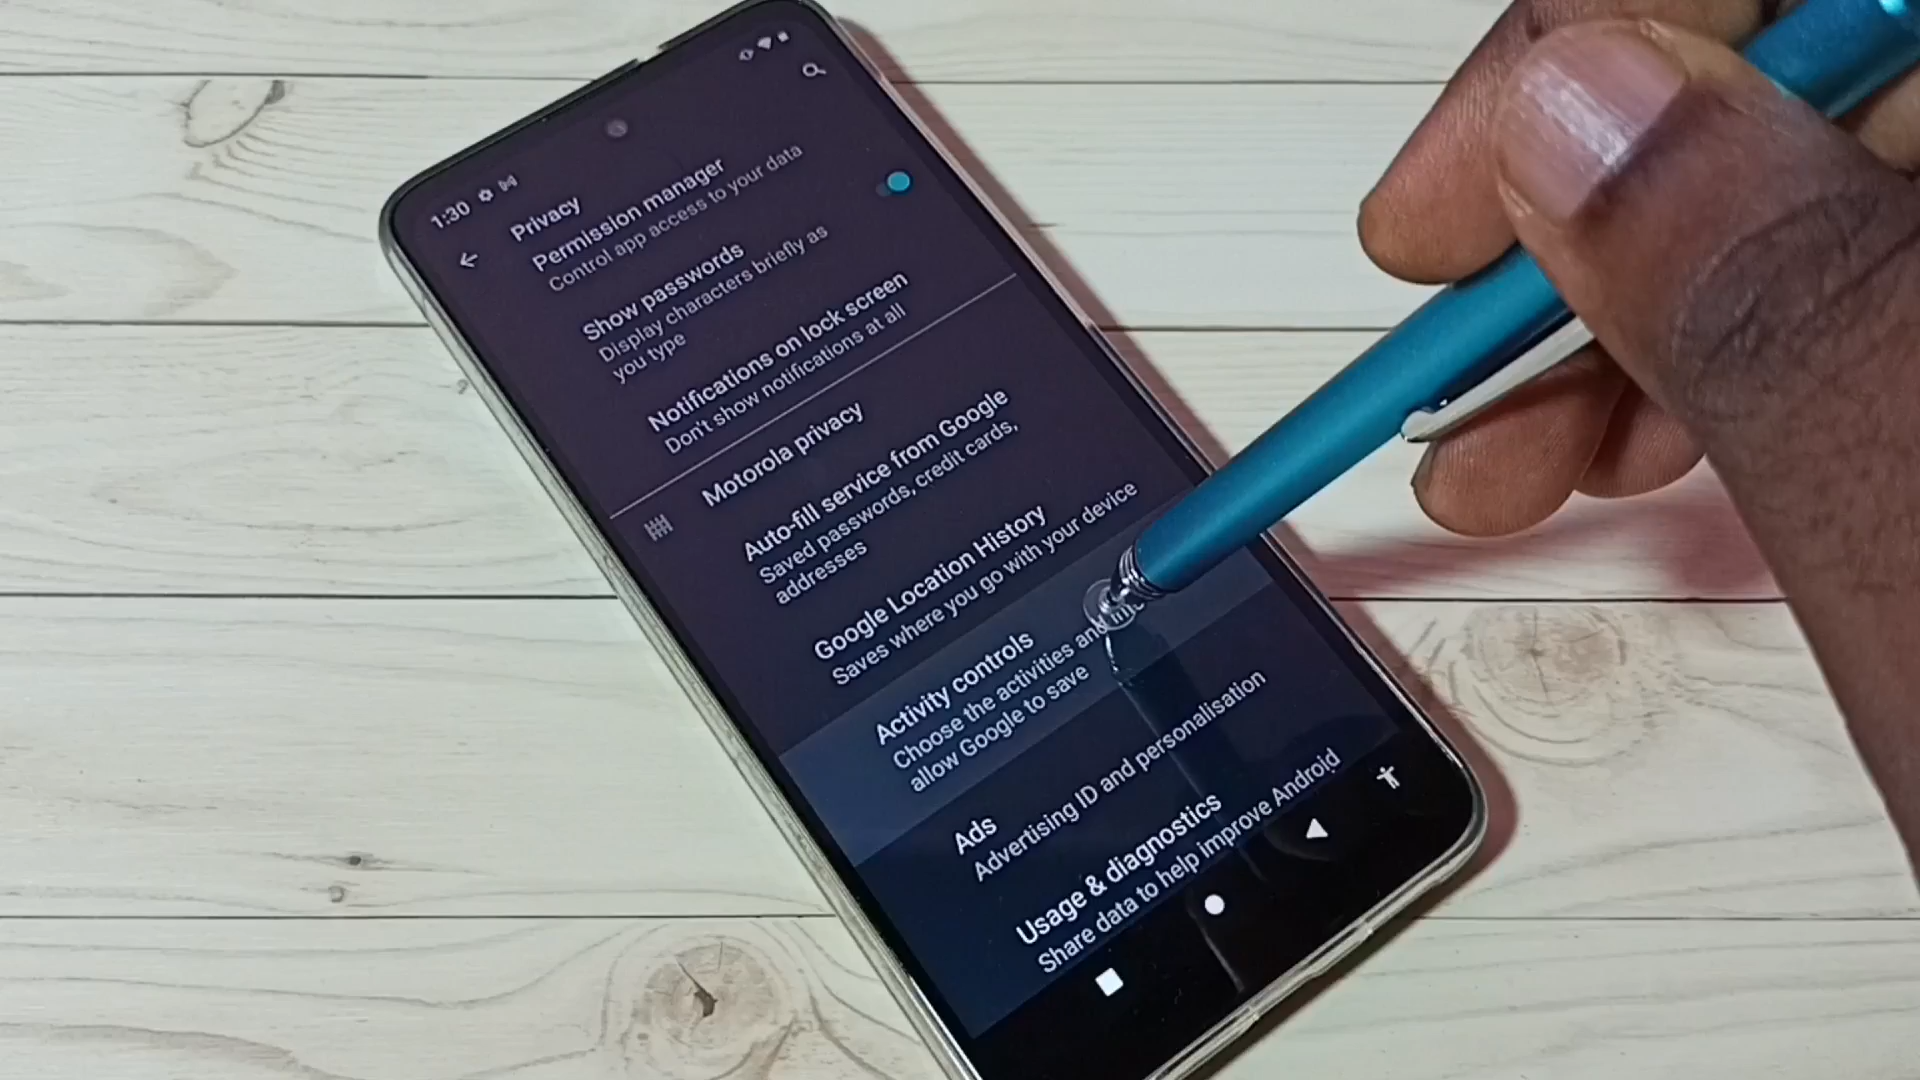 1:30
Privacy
Permission manager
Control app access to your data
Show passwords
Display characters briefly as
you type
Notifications on lock screen
Don't show notifications at all
Motorola privacy
Auto-fill service from Google
Saved passwords, credit cards,
addresses
Google Location History
Saves where you go with your device
Activity controls
Choose the activities and
allow Google to save
Ads
Advertising ID and personalisation
Usage & diagnostics
Share data to help improve Android